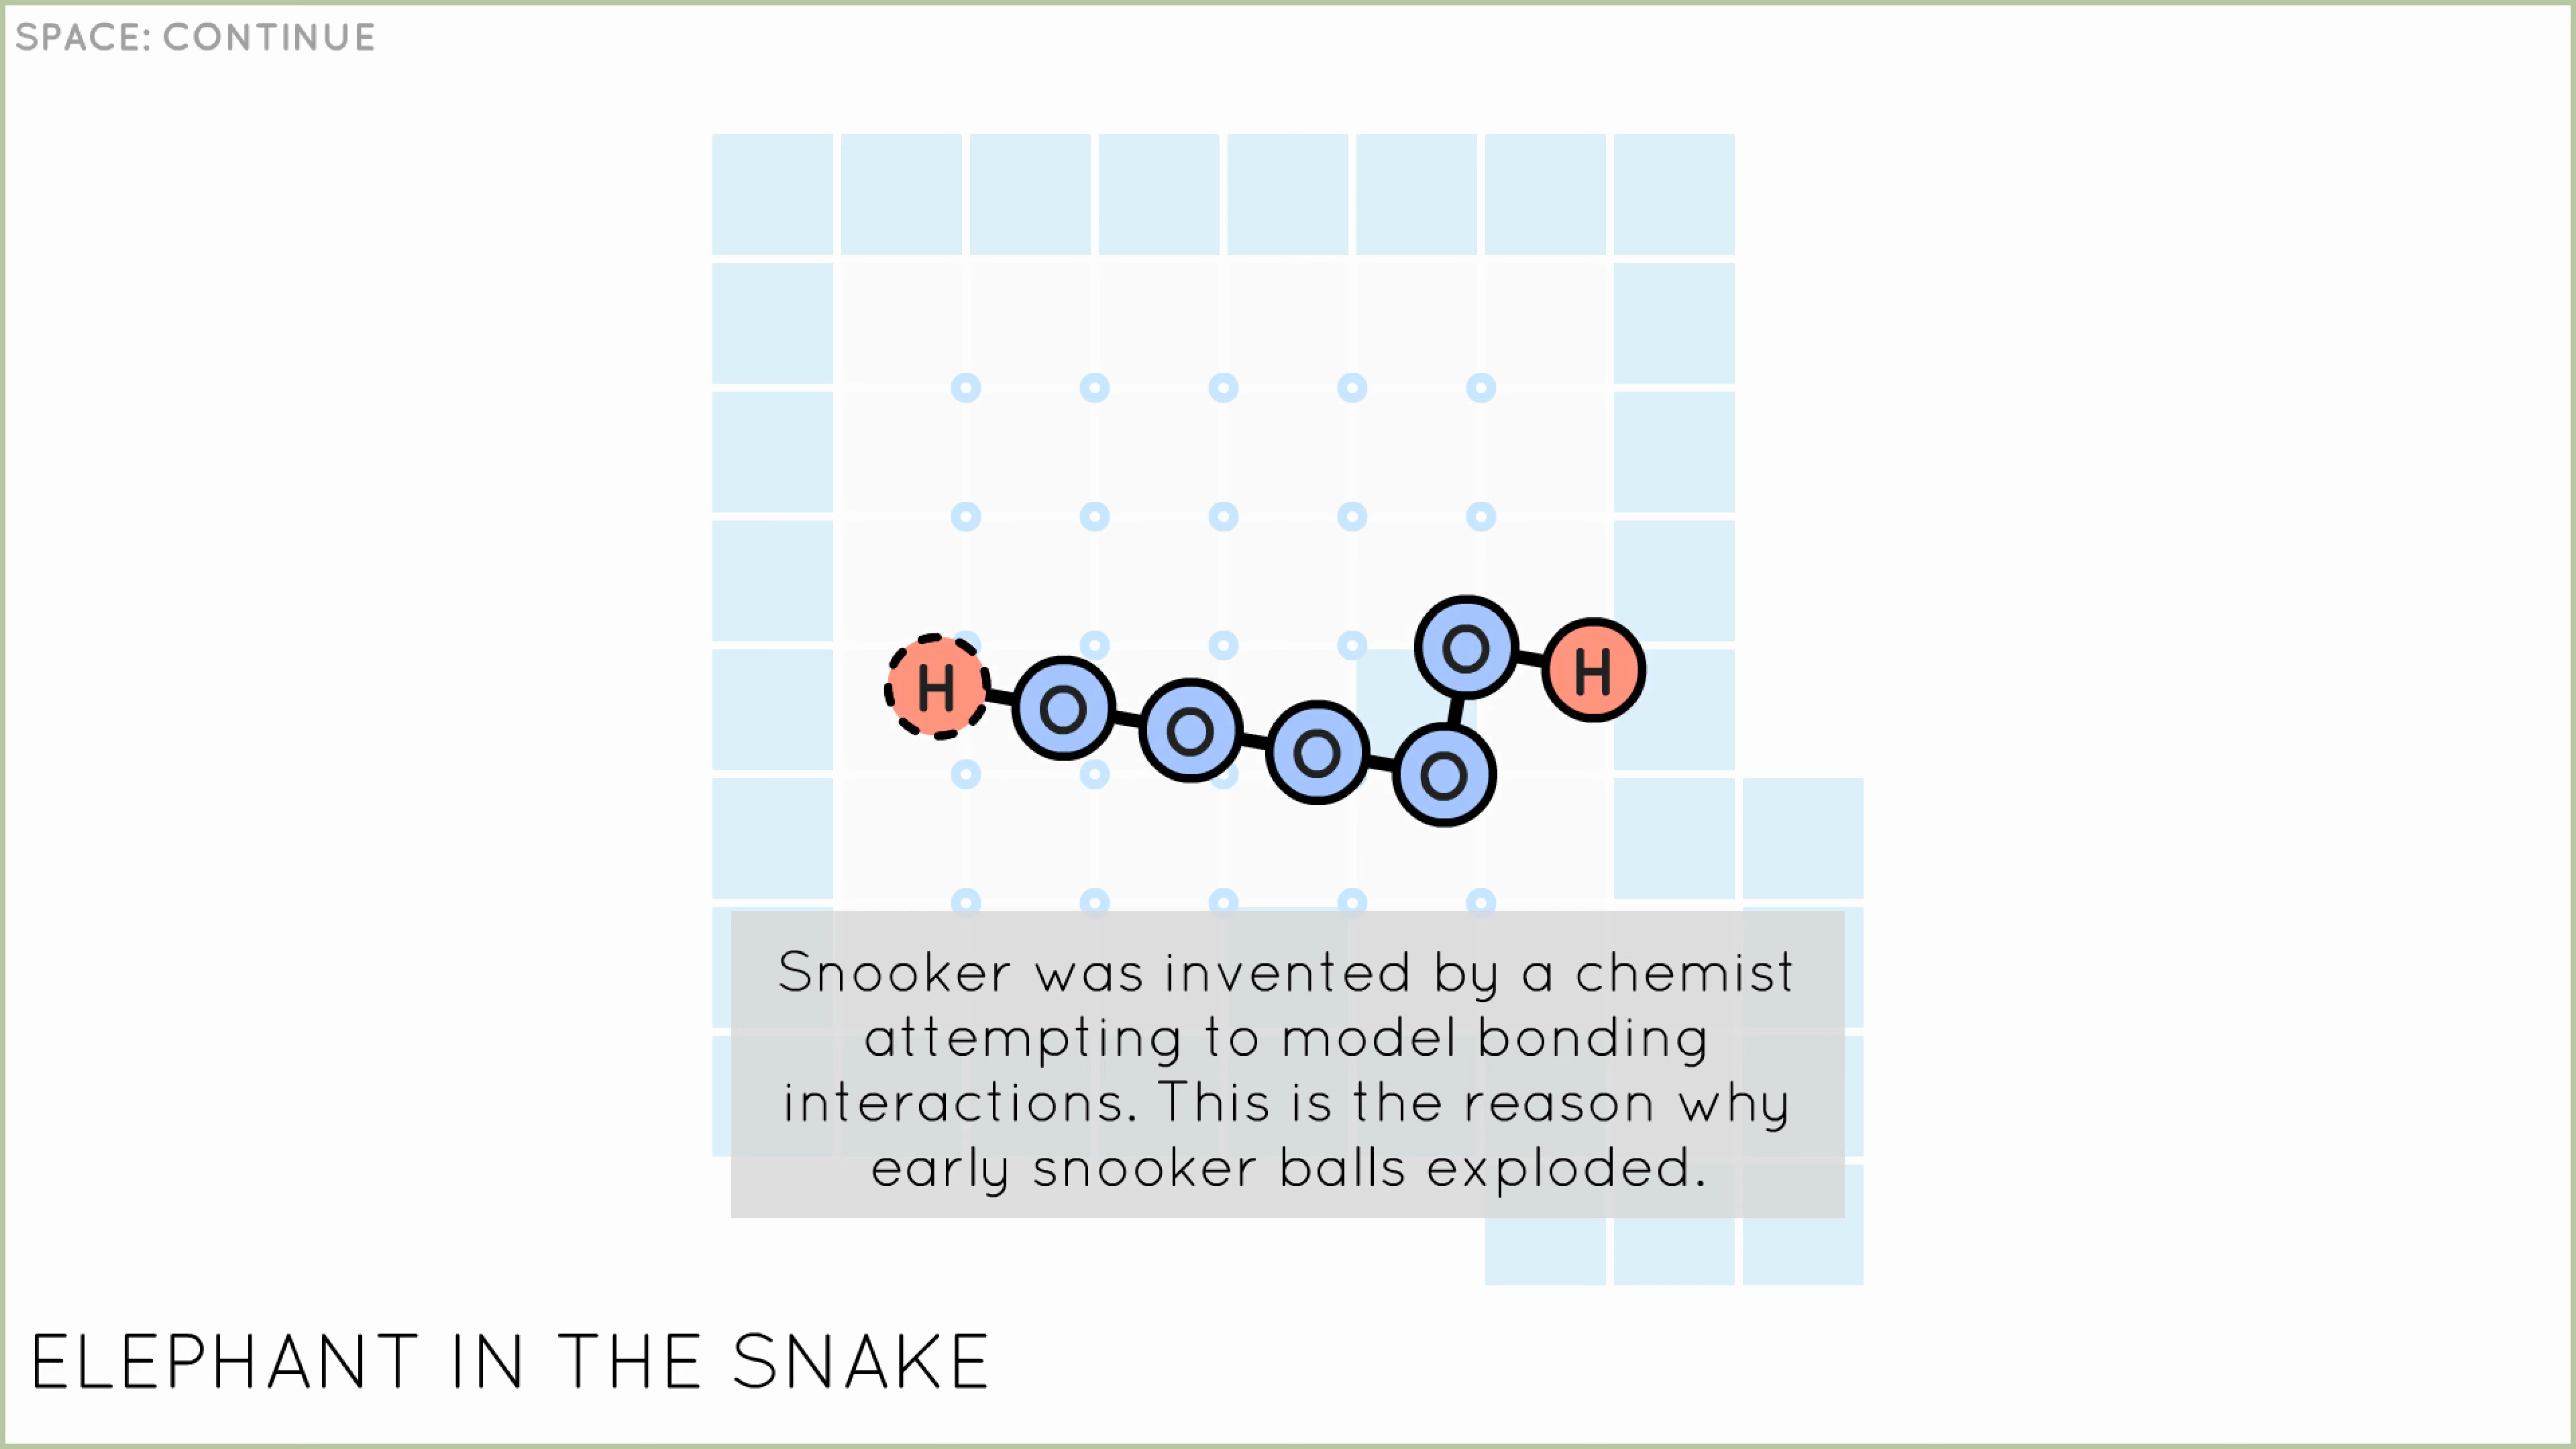 SPACE: CONTINUE
O
H
H
O
O
O
O
Snooker was invented by a chemist
attempting to model bonding
interactions. This is the reason why
early snooker balls exploded.
ELEPHANT IN THE SNAKE